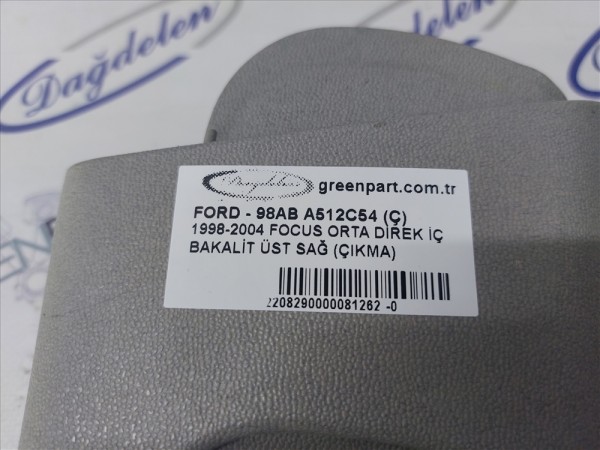 Dağdelen
Dağdelen
Dağdelen greenpart.com.tr
FORD - 98AB A512C54 (Ç)
1998-2004 FOCUS ORTA DİREK İÇ
BAKALİT ÜST SAĞ (ÇIKMA)
2208290000081262 -0